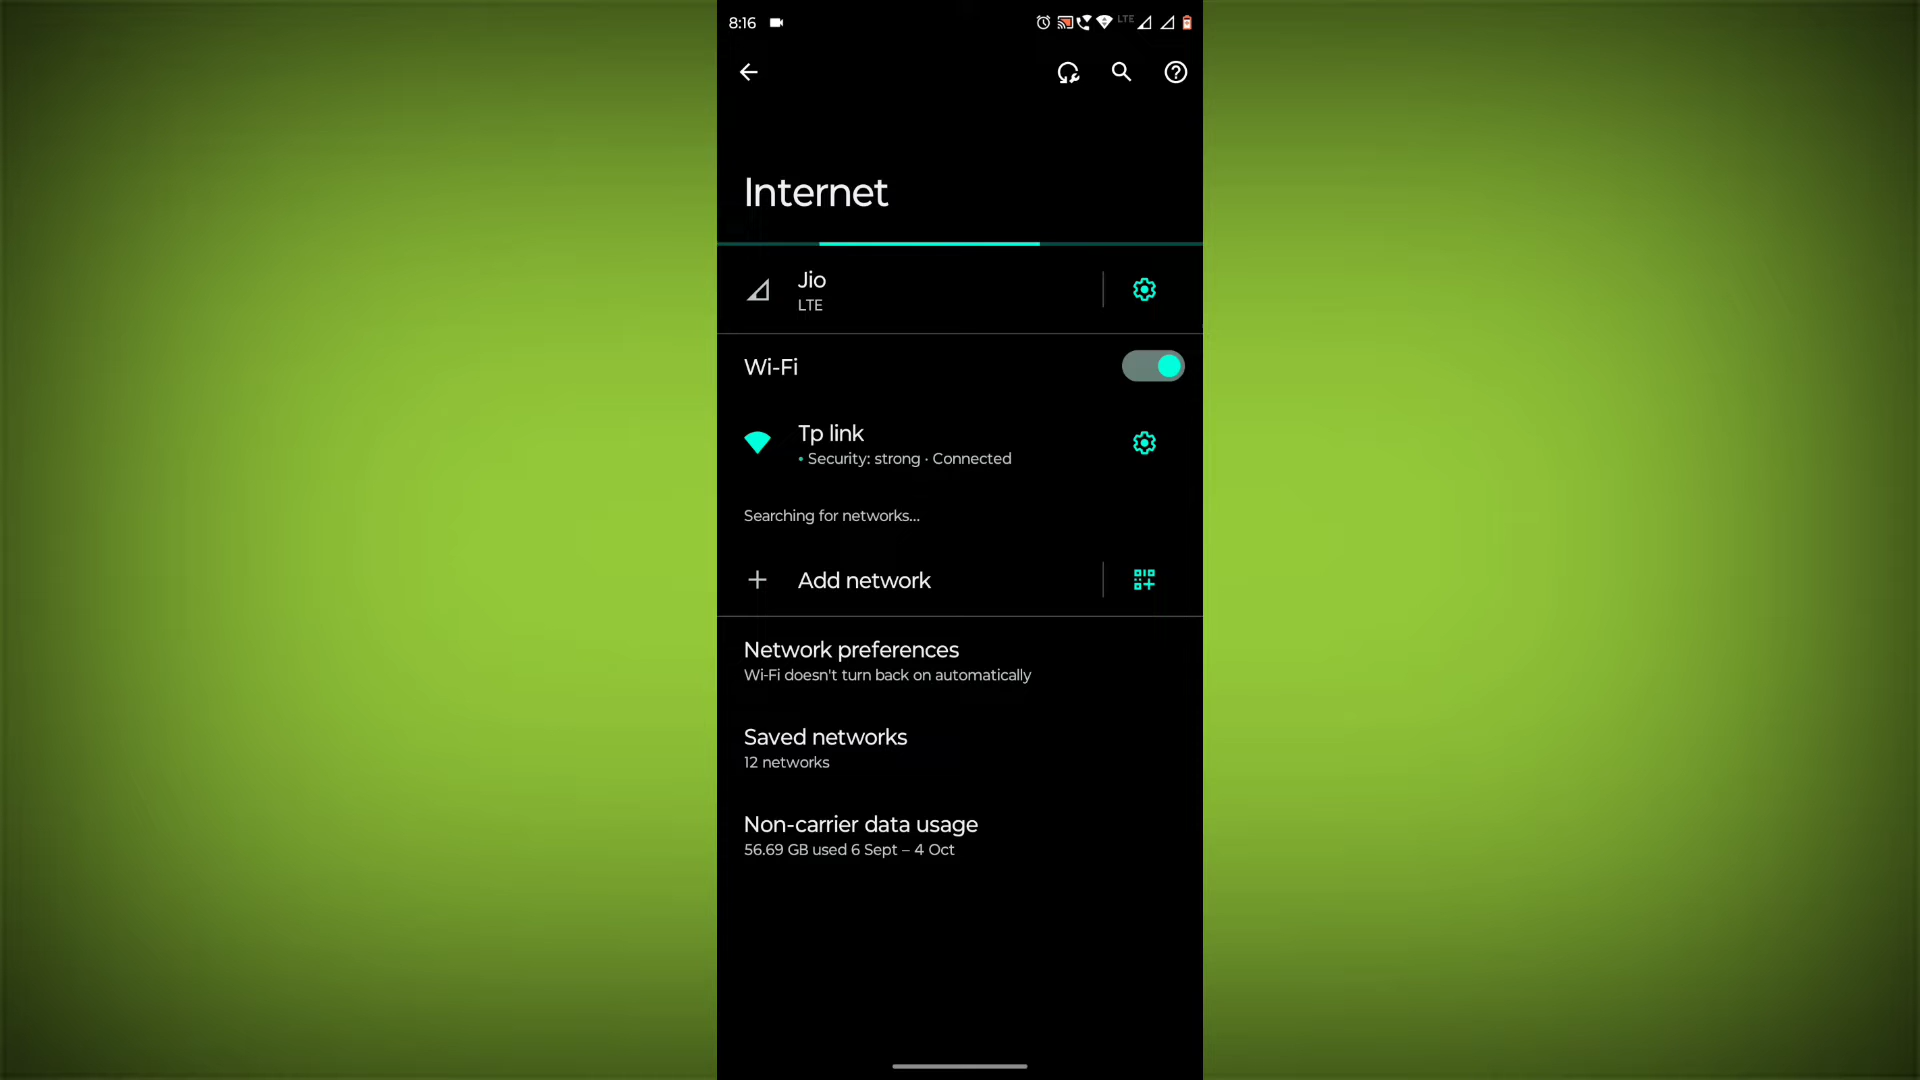 8:16
LTE
Internet
Jio
LTE
Wi-Fi
Tp link
• Security: strong · Connected
Searching for networks...
Add network
Network preferences
Wi-Fi doesn't turn back on automatically
Saved networks
12 networks
Non-carrier data usage
56.69 GB used 6 Sept – 4 Oct